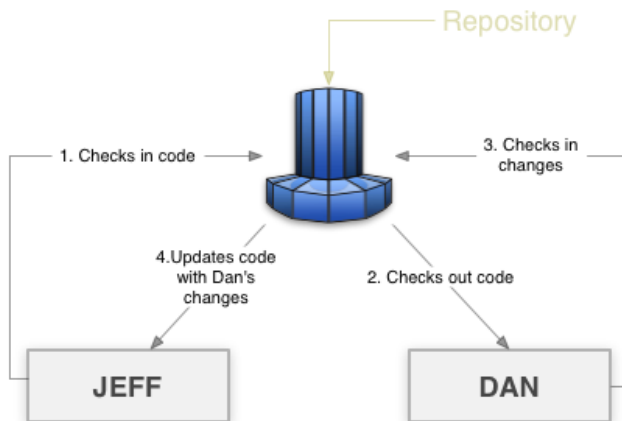 Repository
1. Checks in code
3. Checks in
changes
4.Updates code
with Dan's
changes
2. Checks out code
JEFF
DAN